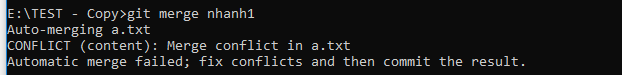 E:\TEST - Copy>git merge nhanh1
Auto-merging a.txt
CONFLICT (content): Merge conflict in a.txt
Automatic merge failed; fix conflicts and then commit the result.